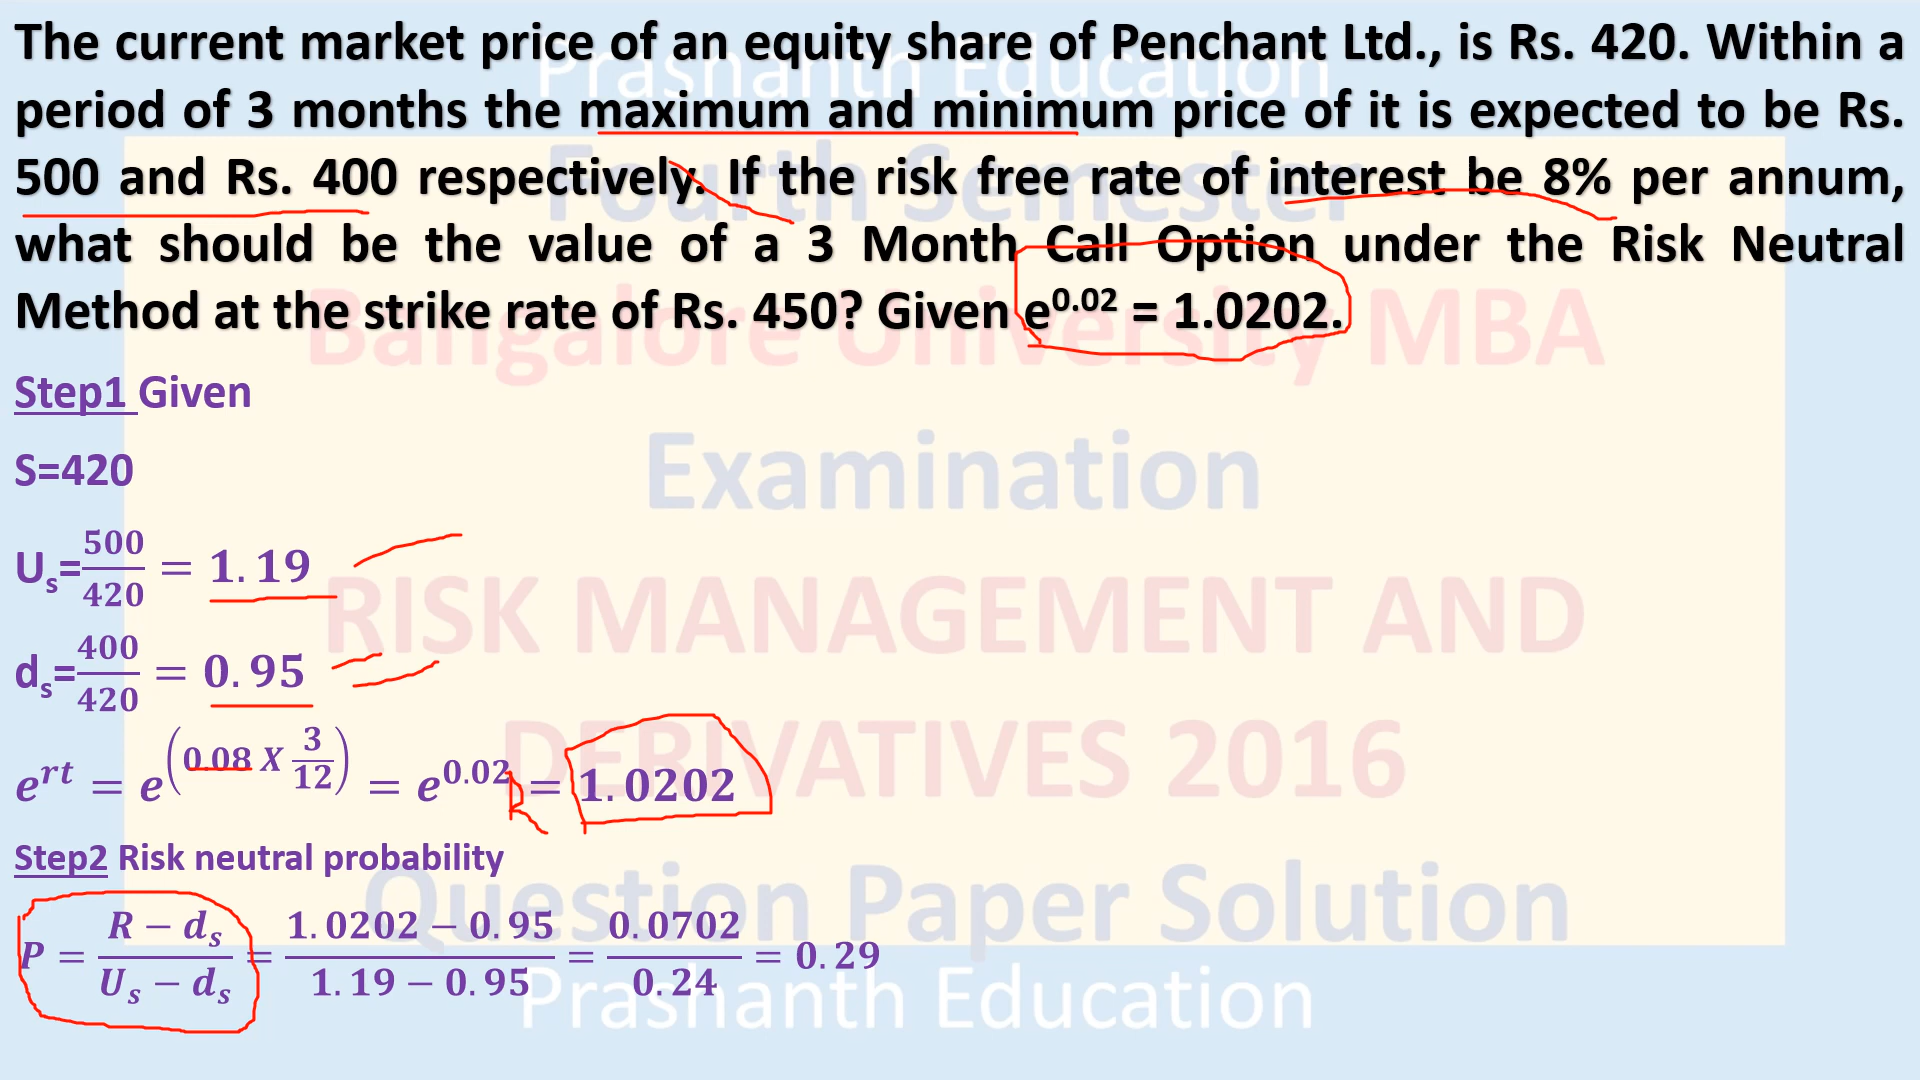 The current market price of an equity share of Penchant Ltd., is Rs. 420. Within a
period of 3 months the maximum and minimum price of it is expected to be Rs.
500 and Rs. 400 respectively. If the risk free rate of interest be 8% per annum,
what should be the value of a 3 Month Call Option under the Risk Neutral
Method at the strike rate of Rs. 450? Given e^0.02 = 1.0202.
Prashanth Education
Fourth Semester
Bangalore University MBA
Examination
RISK MANAGEMENT AND
DERIVATIVES 2016
Question Paper Solution
Prashanth Education
Step1 Given
S=420
U_s=500/420 = 1.19
d_s=400/420 = 0.95
e^rt = e^(0.08 X 3/12) = e^0.02 = 1.0202
Step2 Risk neutral probability
P = (R − d_s)/(U_s − d_s) = (1.0202 − 0.95)/(1.19 − 0.95) = 0.0702/0.24 = 0.29